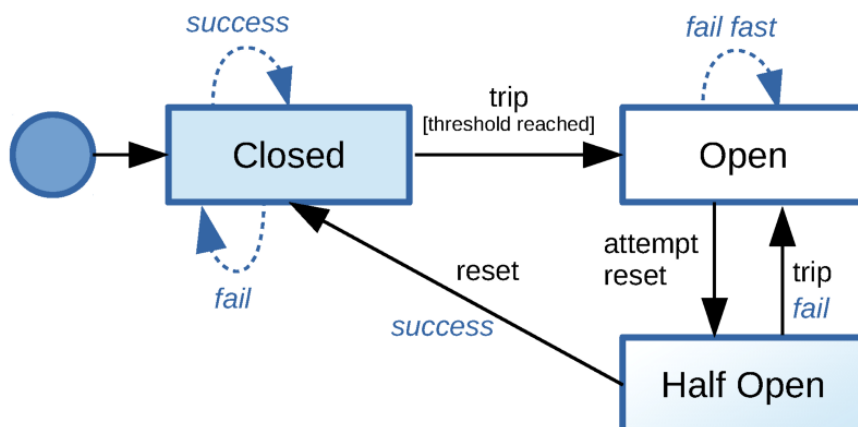 success
fail fast
trip
[threshold reached]
Closed
Open
attempt
reset
trip
fail
reset
success
fail
Half Open